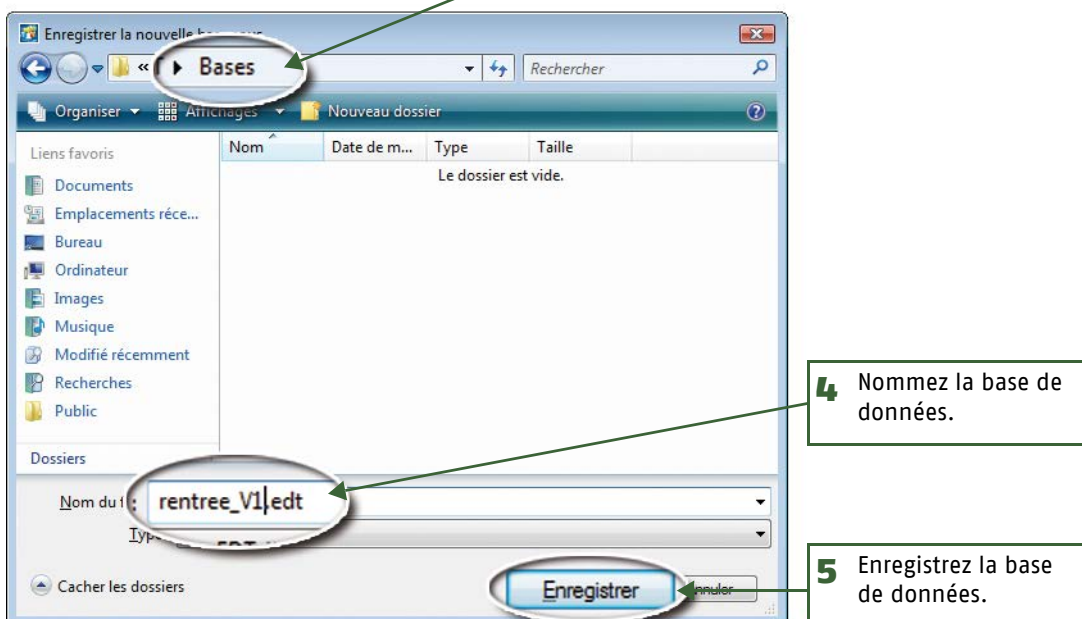 Enregistrer la nouvelle
« ▸ Bases
Rechercher
Organiser
Affichages
Nouveau dossier
Liens favoris
Nom
Date de m...
Type
Taille
Le dossier est vide.
Documents
Emplacements réce...
Bureau
Ordinateur
Images
Musique
Modifié récemment
Recherches
Public
Dossiers
Nom du f : rentree_V1.edt
Cacher les dossiers
Enregistrer
Annuler
4 Nommez la base de
données.
5 Enregistrez la base
de données.